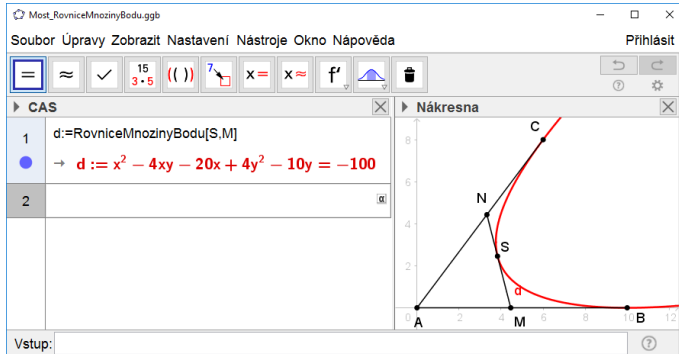 Most_RovniceMnozinyBodu.ggb
Soubor Úpravy Zobrazit Nastavení Nástroje Okno Nápověda Přihlásit
= ≈ ✓ 15 3·5 (( )) 7 x= x≈ f′
CAS
Nákresna
1 d:=RovniceMnozinyBodu[S,M]
→ d := x² − 4xy − 20x + 4y² − 10y = −100
2 α
C
8
6
N
4
S
2
d
0 2 4 6 8 10 12
A M B
Vstup: